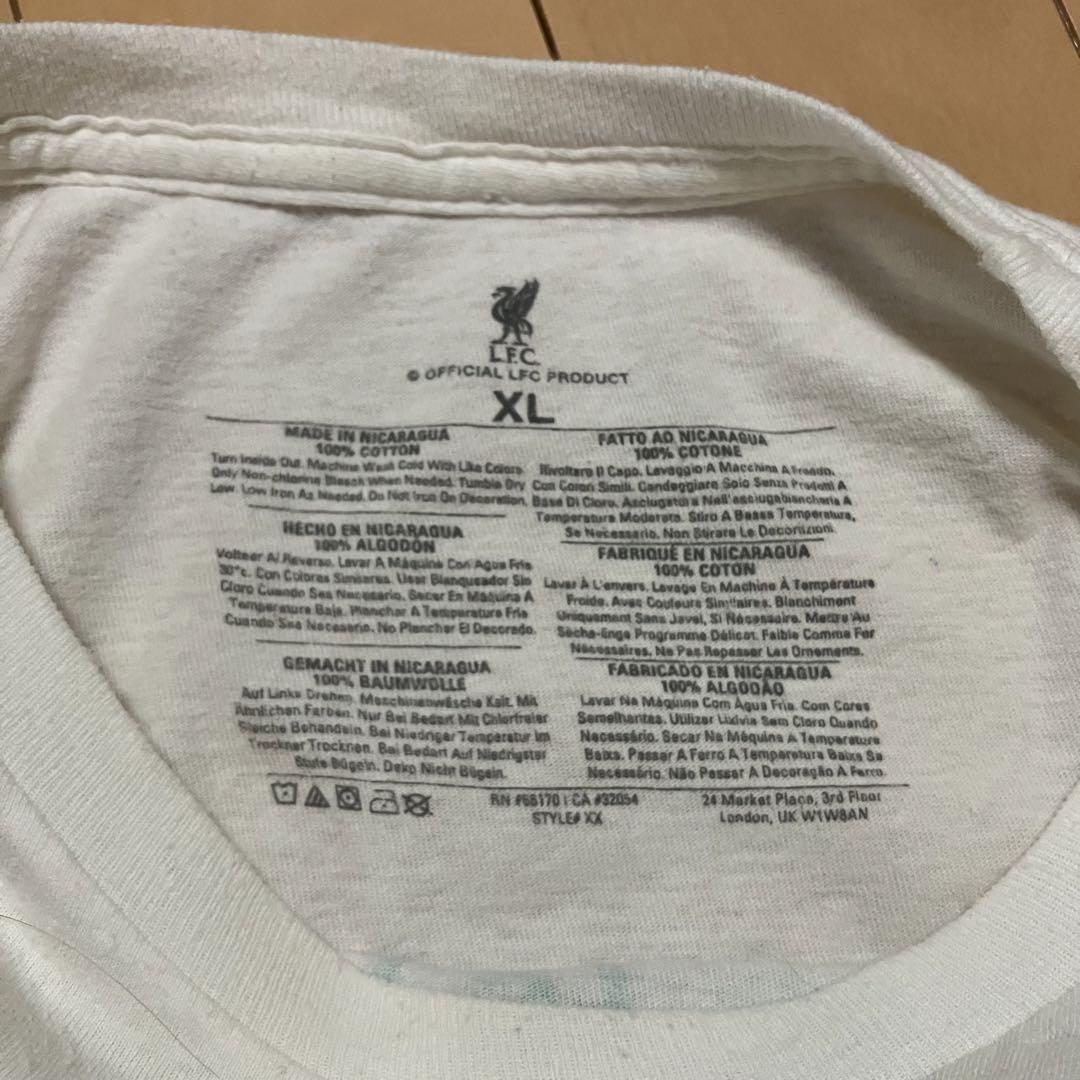 L.F.C.
© OFFICIAL LFC PRODUCT
XL
MADE IN NICARAGUA
100% COTTON
Turn Inside Out. Machine Wash Cold With Like Colors.
Only Non-chlorine Bleach When Needed. Tumble Dry
Low. Low Iron As Needed. Do Not Iron On Decoration.
HECHO EN NICARAGUA
100% ALGODÓN
Voltear Al Reverso. Lavar A Máquina Con Agua Fria
30°c. Con Colores Similares. Usar Blanqueador Sin
Cloro Cuando Sea Necesario. Secar En Máquina A
Temperatura Baja. Planchar A Temperatura Fria
Cuando Sea Necesario. No Planchar El Decorado.
GEMACHT IN NICARAGUA
100% BAUMWOLLE
Auf Links Drehen. Maschinenwäsche Kalt. Mit
Ähnlichen Farben. Nur Bei Bedarf Mit Chlorfreier
Bleiche Behandeln. Bei Niedriger Temperatur Im
Trockner Trocknen. Bei Bedarf Auf Niedrigster
Stufe Bügeln. Deko Nicht Bügeln.
FATTO AD NICARAGUA
100% COTONE
Rivoltare Il Capo. Lavaggio A Macchina A Freddo.
Con Colori Simili. Candeggiare Solo Senza Prodotti A
Base Di Cloro. Asciugatura Nell'asciugabiancheria A
Temperatura Moderata. Stiro A Bassa Temperatura,
Se Necessario. Non Stirare Le Decorizioni.
FABRIQUÉ EN NICARAGUA
100% COTON
Lavar À L'envers. Lavage En Machine À Température
Froide. Avec Couleurs Similaires. Blanchiment
Uniquement Sans Javel, Si Nécessaire. Mettre Au
Sèche-linge Programme Délicat. Faible Comme Fer
Nécessaires. Ne Pas Repasser Les Ornements.
FABRICADO EN NICARAGUA
100% ALGODÃO
Lavar Na Máquina Com Água Fria. Com Cores
Semelhantes. Utilizar Lixívia Sem Cloro Quando
Necessário. Secar Na Máquina A Temperatura
Baixa. Passar A Ferro A Temperatura Baixa Se
Necessário. Não Passar A Decoração A Ferro.
RN #68170 | CA #32054
STYLE# XX
24 Market Place, 3rd Floor
London, UK W1W8AN